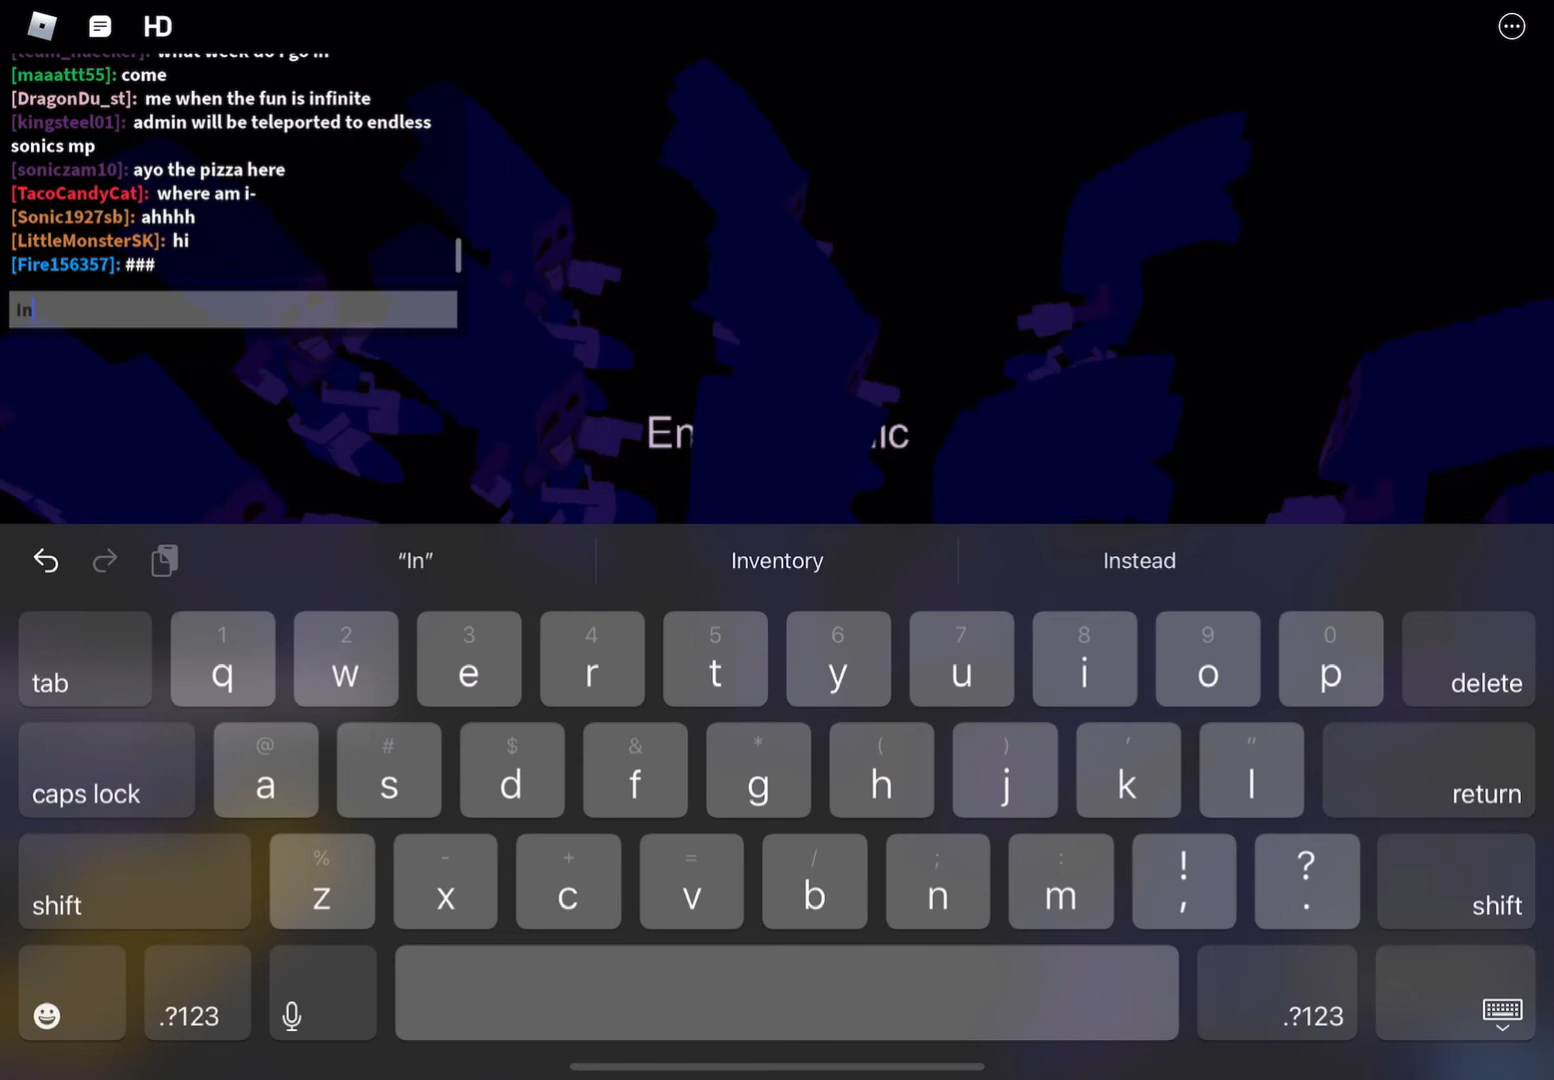 HD
[maaattt55]: come
[DragonDu_st]: me when the fun is infinite
[kingsteel01]: admin will be teleported to endless
sonics mp
[soniczam10]: ayo the pizza here
[TacoCandyCat]: where am i-
[Sonic1927sb]: ahhhh
[LittleMonsterSK]: hi
[Fire156357]: ###
In
“In” Inventory Instead
1 2 3 4 5 6 7 8 9 0
tab q w e r t y u i o p delete
@ # $ & * ( ) ' "
caps lock a s d f g h j k l return
% - + = / ; : ! ?
shift z x c v b n m , . shift
.?123 .?123